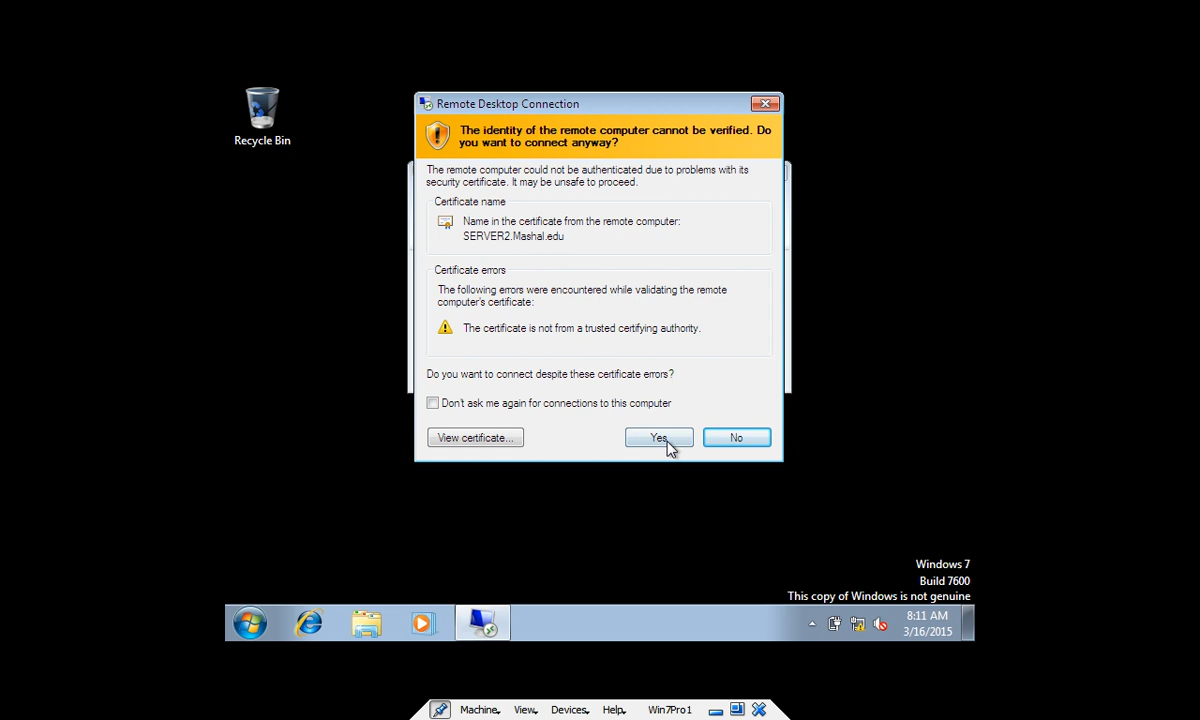 Recycle Bin
Remote Desktop Connection
The identity of the remote computer cannot be verified. Do
you want to connect anyway?
The remote computer could not be authenticated due to problems with its
security certificate. It may be unsafe to proceed.
Certificate name
Name in the certificate from the remote computer:
SERVER2.Mashal.edu
Certificate errors
The following errors were encountered while validating the remote
computer's certificate:
The certificate is not from a trusted certifying authority.
Do you want to connect despite these certificate errors?
Don't ask me again for connections to this computer
View certificate... Yes No
Windows 7
Build 7600
This copy of Windows is not genuine
8:11 AM
3/16/2015
Machine View Devices Help Win7Pro1